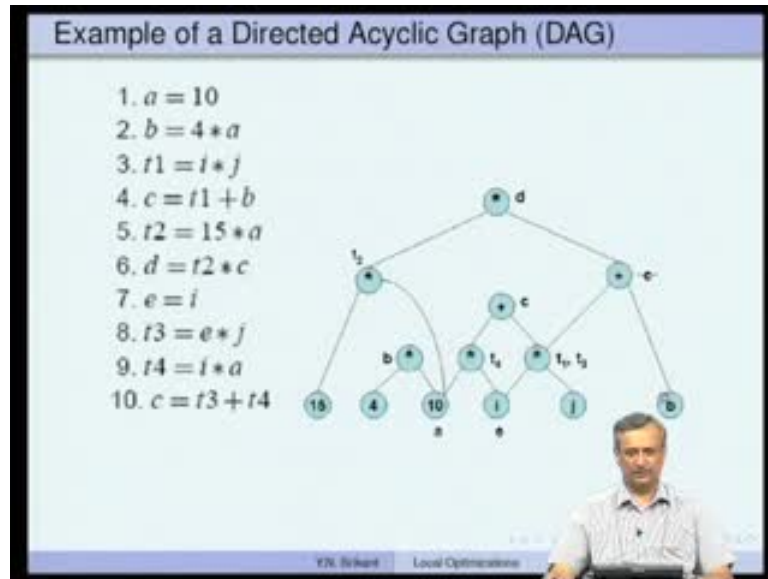 Example of a Directed Acyclic Graph (DAG)
1. a = 10
2. b = 4 * a
3. t1 = i * j
4. c = t1 + b
5. t2 = 15 * a
6. d = t2 * c
7. e = i
8. t3 = e * j
9. t4 = i * a
10. c = t3 + t4
* d
t2
* + c
+ c
b * * t4 * t1, t3
15 4 10 i j b
a e
Y.N. Srikant Local Optimizations